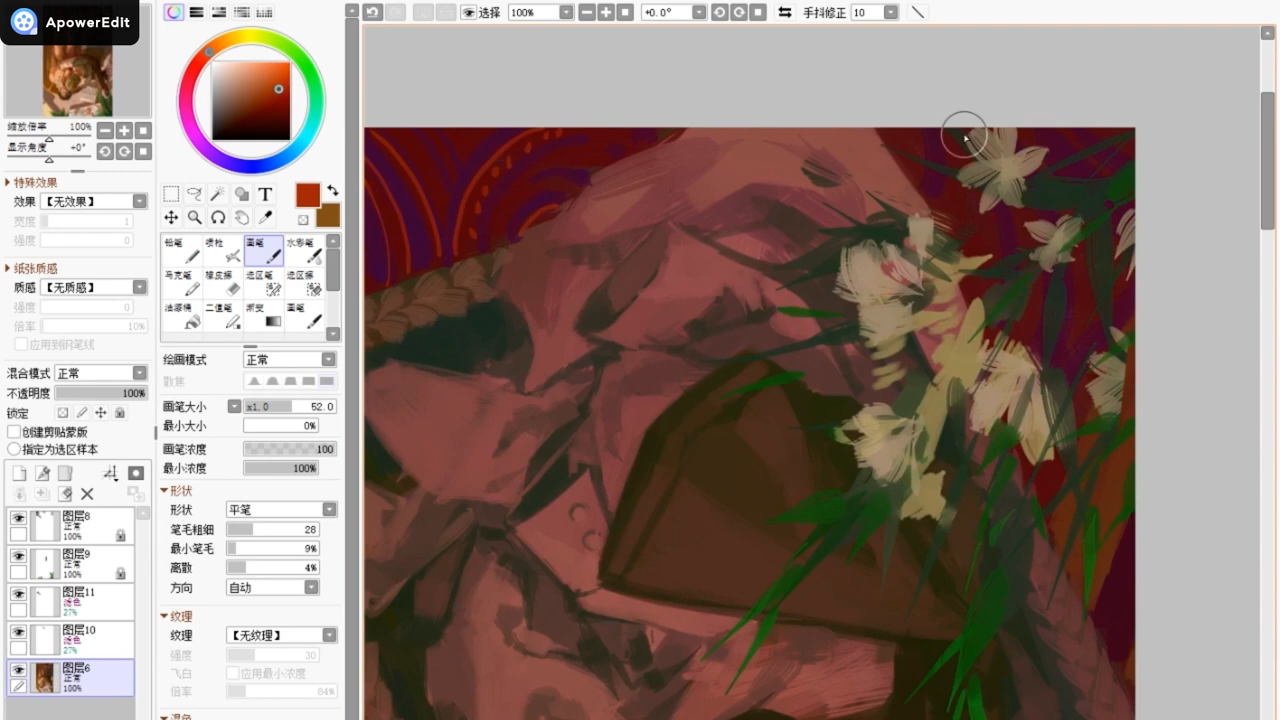 ApowerEdit
选择 100% +0.0° 手抖修正 10
缩放倍率 100%
显示角度 +0°
特殊效果
效果 【无效果】
宽度 1
强度 0
纸张质感
质感 【无质感】
强度 0
倍率 10%
应用到钢笔线
混合模式 正常
不透明度 100%
锁定
创建剪贴蒙版
指定为选区样本
图层8
正常
100%
图层9
正常
100%
图层11
27%
图层10
27%
图层6
正常
100%
T
铅笔 喷枪 画笔 水彩笔
马克笔 橡皮擦 选区笔 选区擦
油漆桶 二值笔 渐变 画笔
绘画模式 正常
画笔大小 x1.0 52.0
最小大小 0%
画笔浓度 100
最小浓度 100%
形状
形状 平笔
笔毛粗细 28
最小笔毛 9%
离散 4%
方向 自动
纹理
纹理 【无纹理】
强度 30
飞白 应用最小浓度
倍率 84%
混色